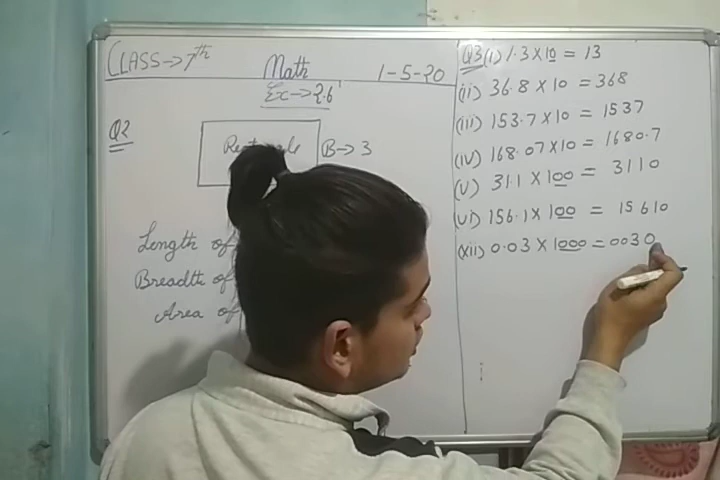 CLASS→7th
Math
1-5-20
Ex→2.6'
Q2
B→3
Length of
Breadth of
Area of
Q3(i) 1.3×10 = 13
(ii) 36.8×10 = 368
(iii) 153.7×10 = 1537
(iv) 168.07×10 = 1680.7
(v) 31.1×100 = 3110
(vi) 156.1×100 = 15610
(xii) 0.03×1000 = 0030